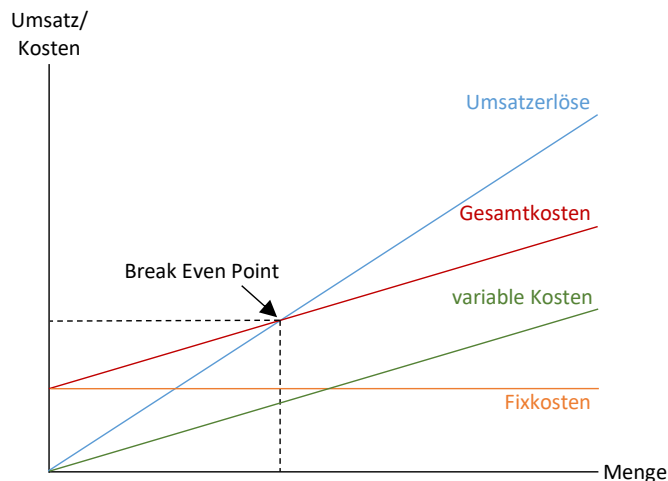 Umsatz/
Kosten
Umsatzerlöse
Gesamtkosten
Break Even Point
variable Kosten
Fixkosten
Menge